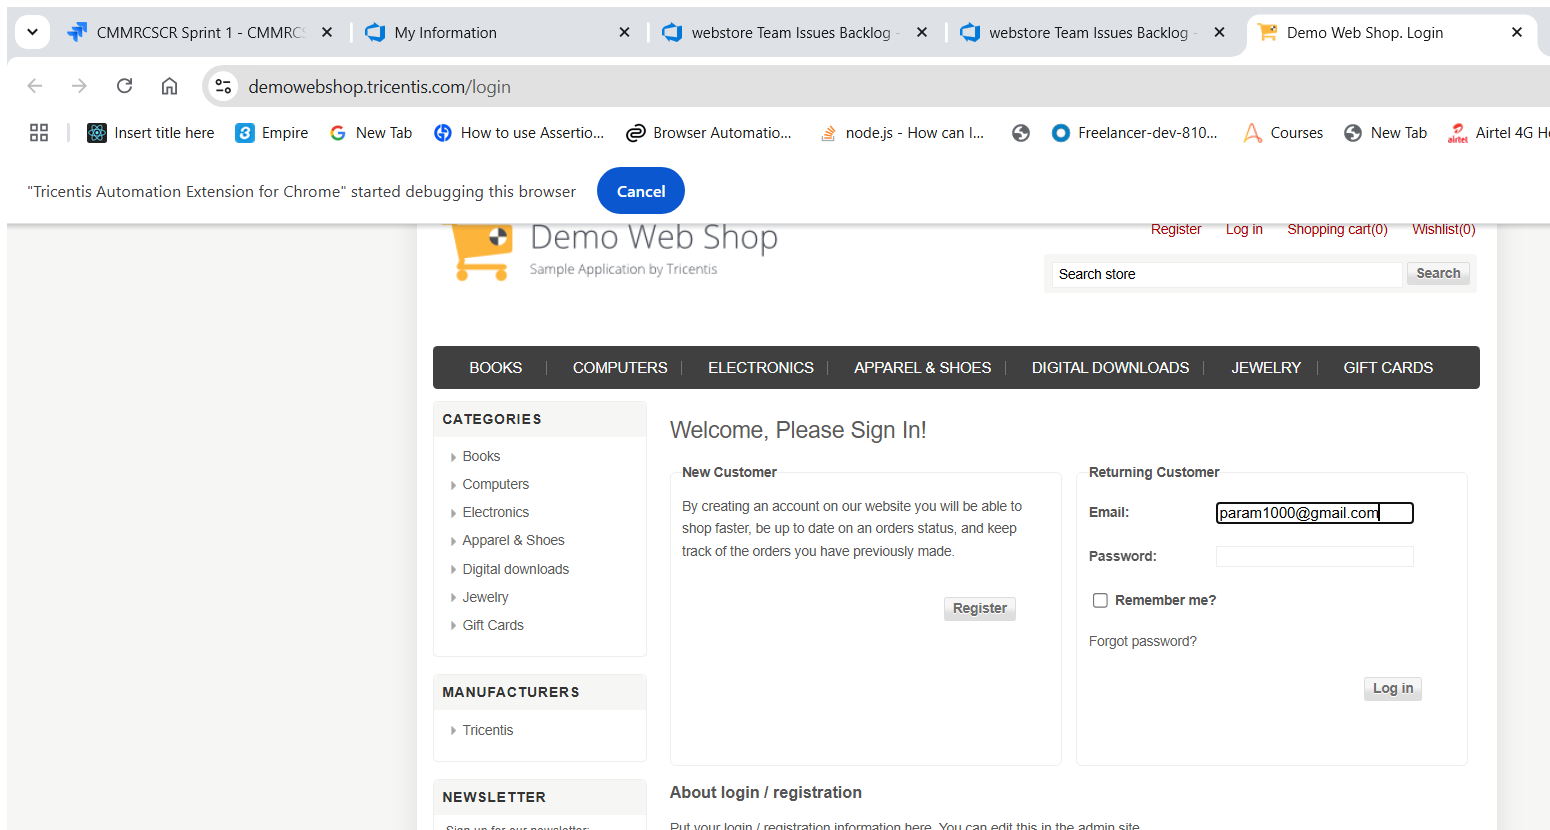 CMMRCSCR Sprint 1 - CMMRCS
My Information
webstore Team Issues Backlog -
webstore Team Issues Backlog -
Demo Web Shop. Login
demowebshop.tricentis.com/login
Insert title here
Empire
New Tab
How to use Assertio...
Browser Automatio...
node.js - How can I...
Freelancer-dev-810...
Courses
New Tab
airtel
Airtel 4G Ho
"Tricentis Automation Extension for Chrome" started debugging this browser
Cancel
Demo Web Shop
Sample Application by Tricentis
Register
Log in
Shopping cart(0)
Wishlist(0)
Search store
Search
BOOKS
COMPUTERS
ELECTRONICS
APPAREL & SHOES
DIGITAL DOWNLOADS
JEWELRY
GIFT CARDS
CATEGORIES
Books
Computers
Electronics
Apparel & Shoes
Digital downloads
Jewelry
Gift Cards
MANUFACTURERS
Tricentis
NEWSLETTER
Sign up for our newsletter:
Welcome, Please Sign In!
New Customer
By creating an account on our website you will be able to
shop faster, be up to date on an orders status, and keep
track of the orders you have previously made.
Register
Returning Customer
Email:
param1000@gmail.com
Password:
Remember me?
Forgot password?
Log in
About login / registration
Put your login / registration information here. You can edit this in the admin site.